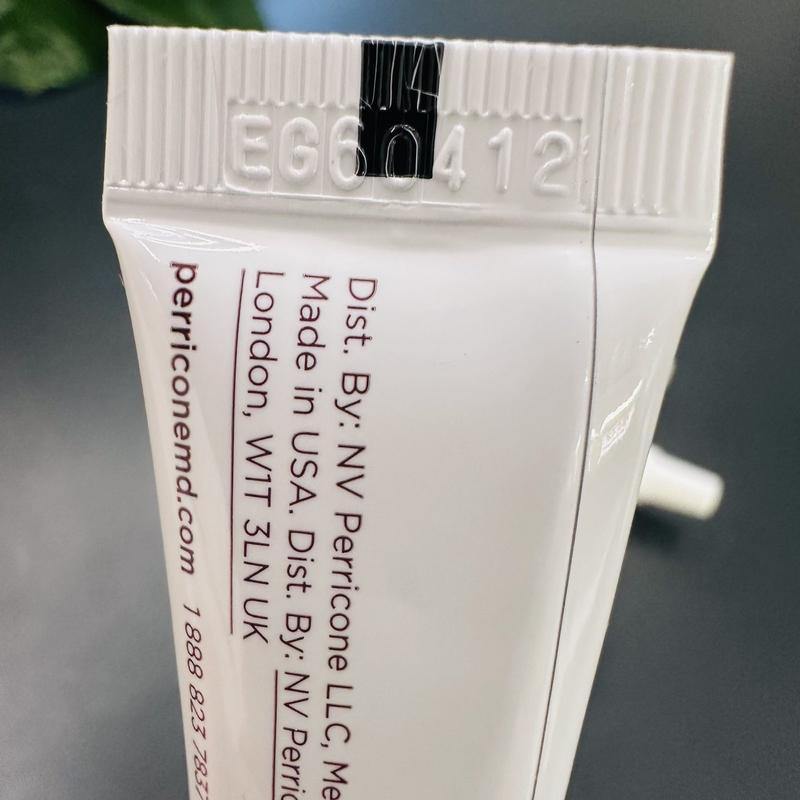 EG60412
Dist. By: NV Perricone LLC, Me
Made in USA. Dist. By: NV Perric
London, W1T 3LN UK
perriconemd.com 1 888 823 7837